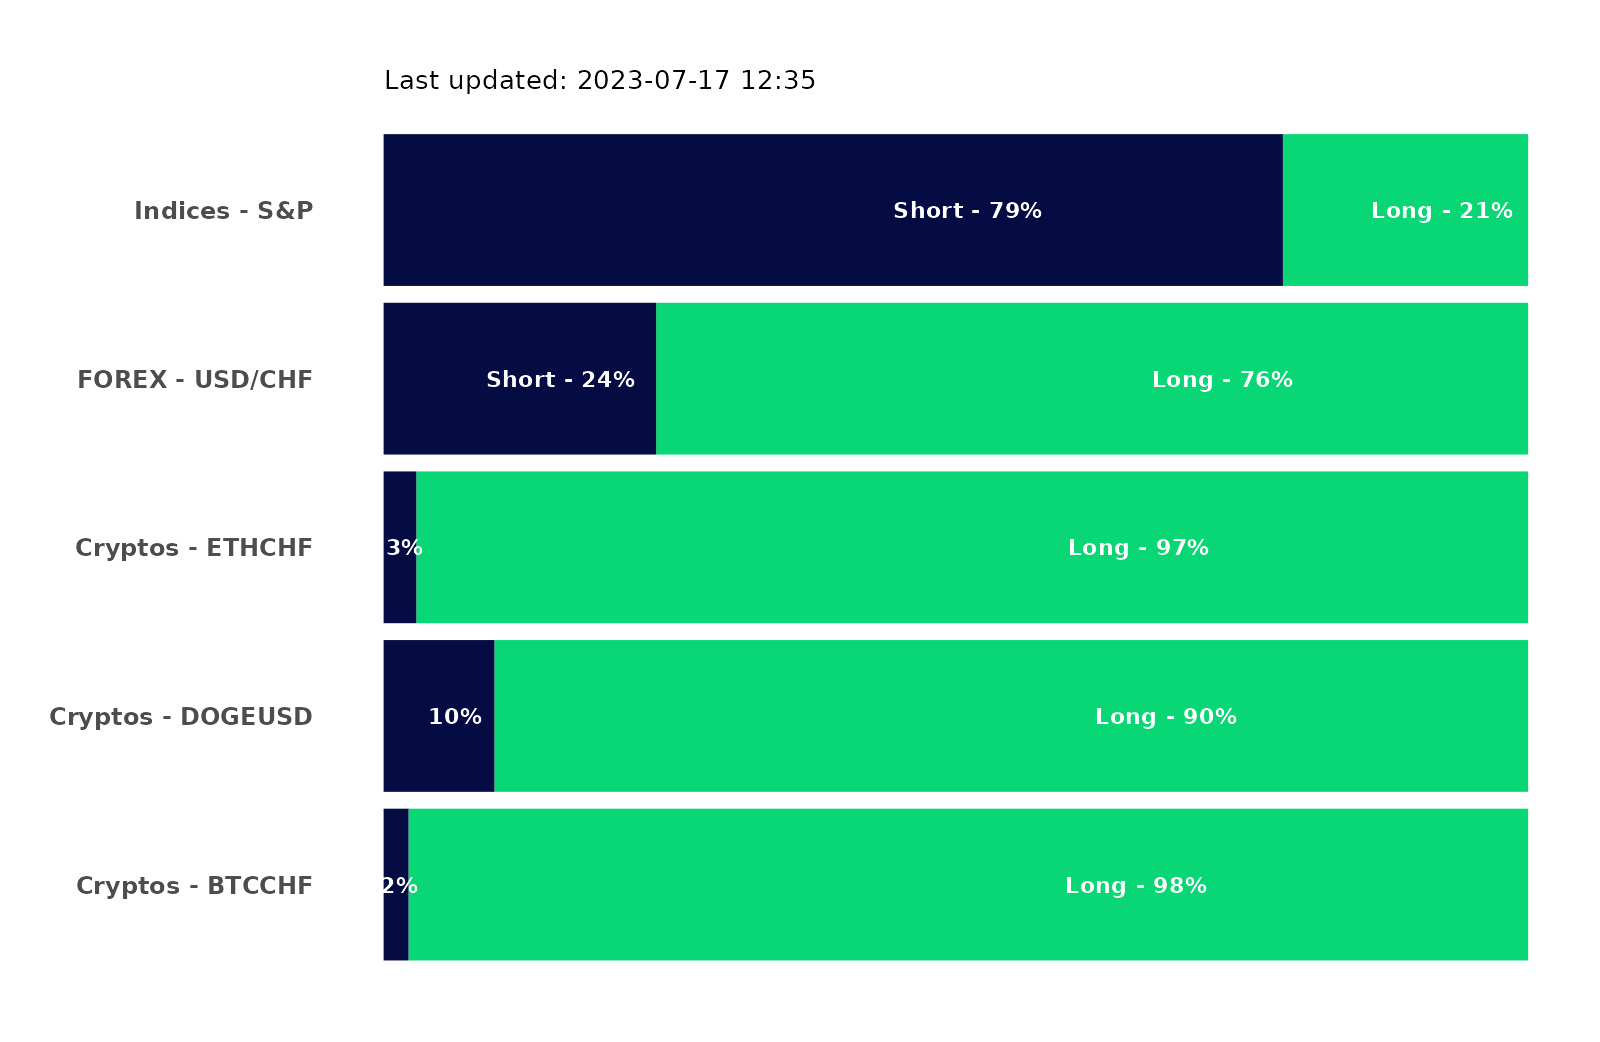 Last updated: 2023-07-17 12:35
Indices - S&P Short - 79% Long - 21%
FOREX - USD/CHF Short - 24% Long - 76%
Cryptos - ETHCHF 3% Long - 97%
Cryptos - DOGEUSD 10% Long - 90%
Cryptos - BTCCHF 2% Long - 98%